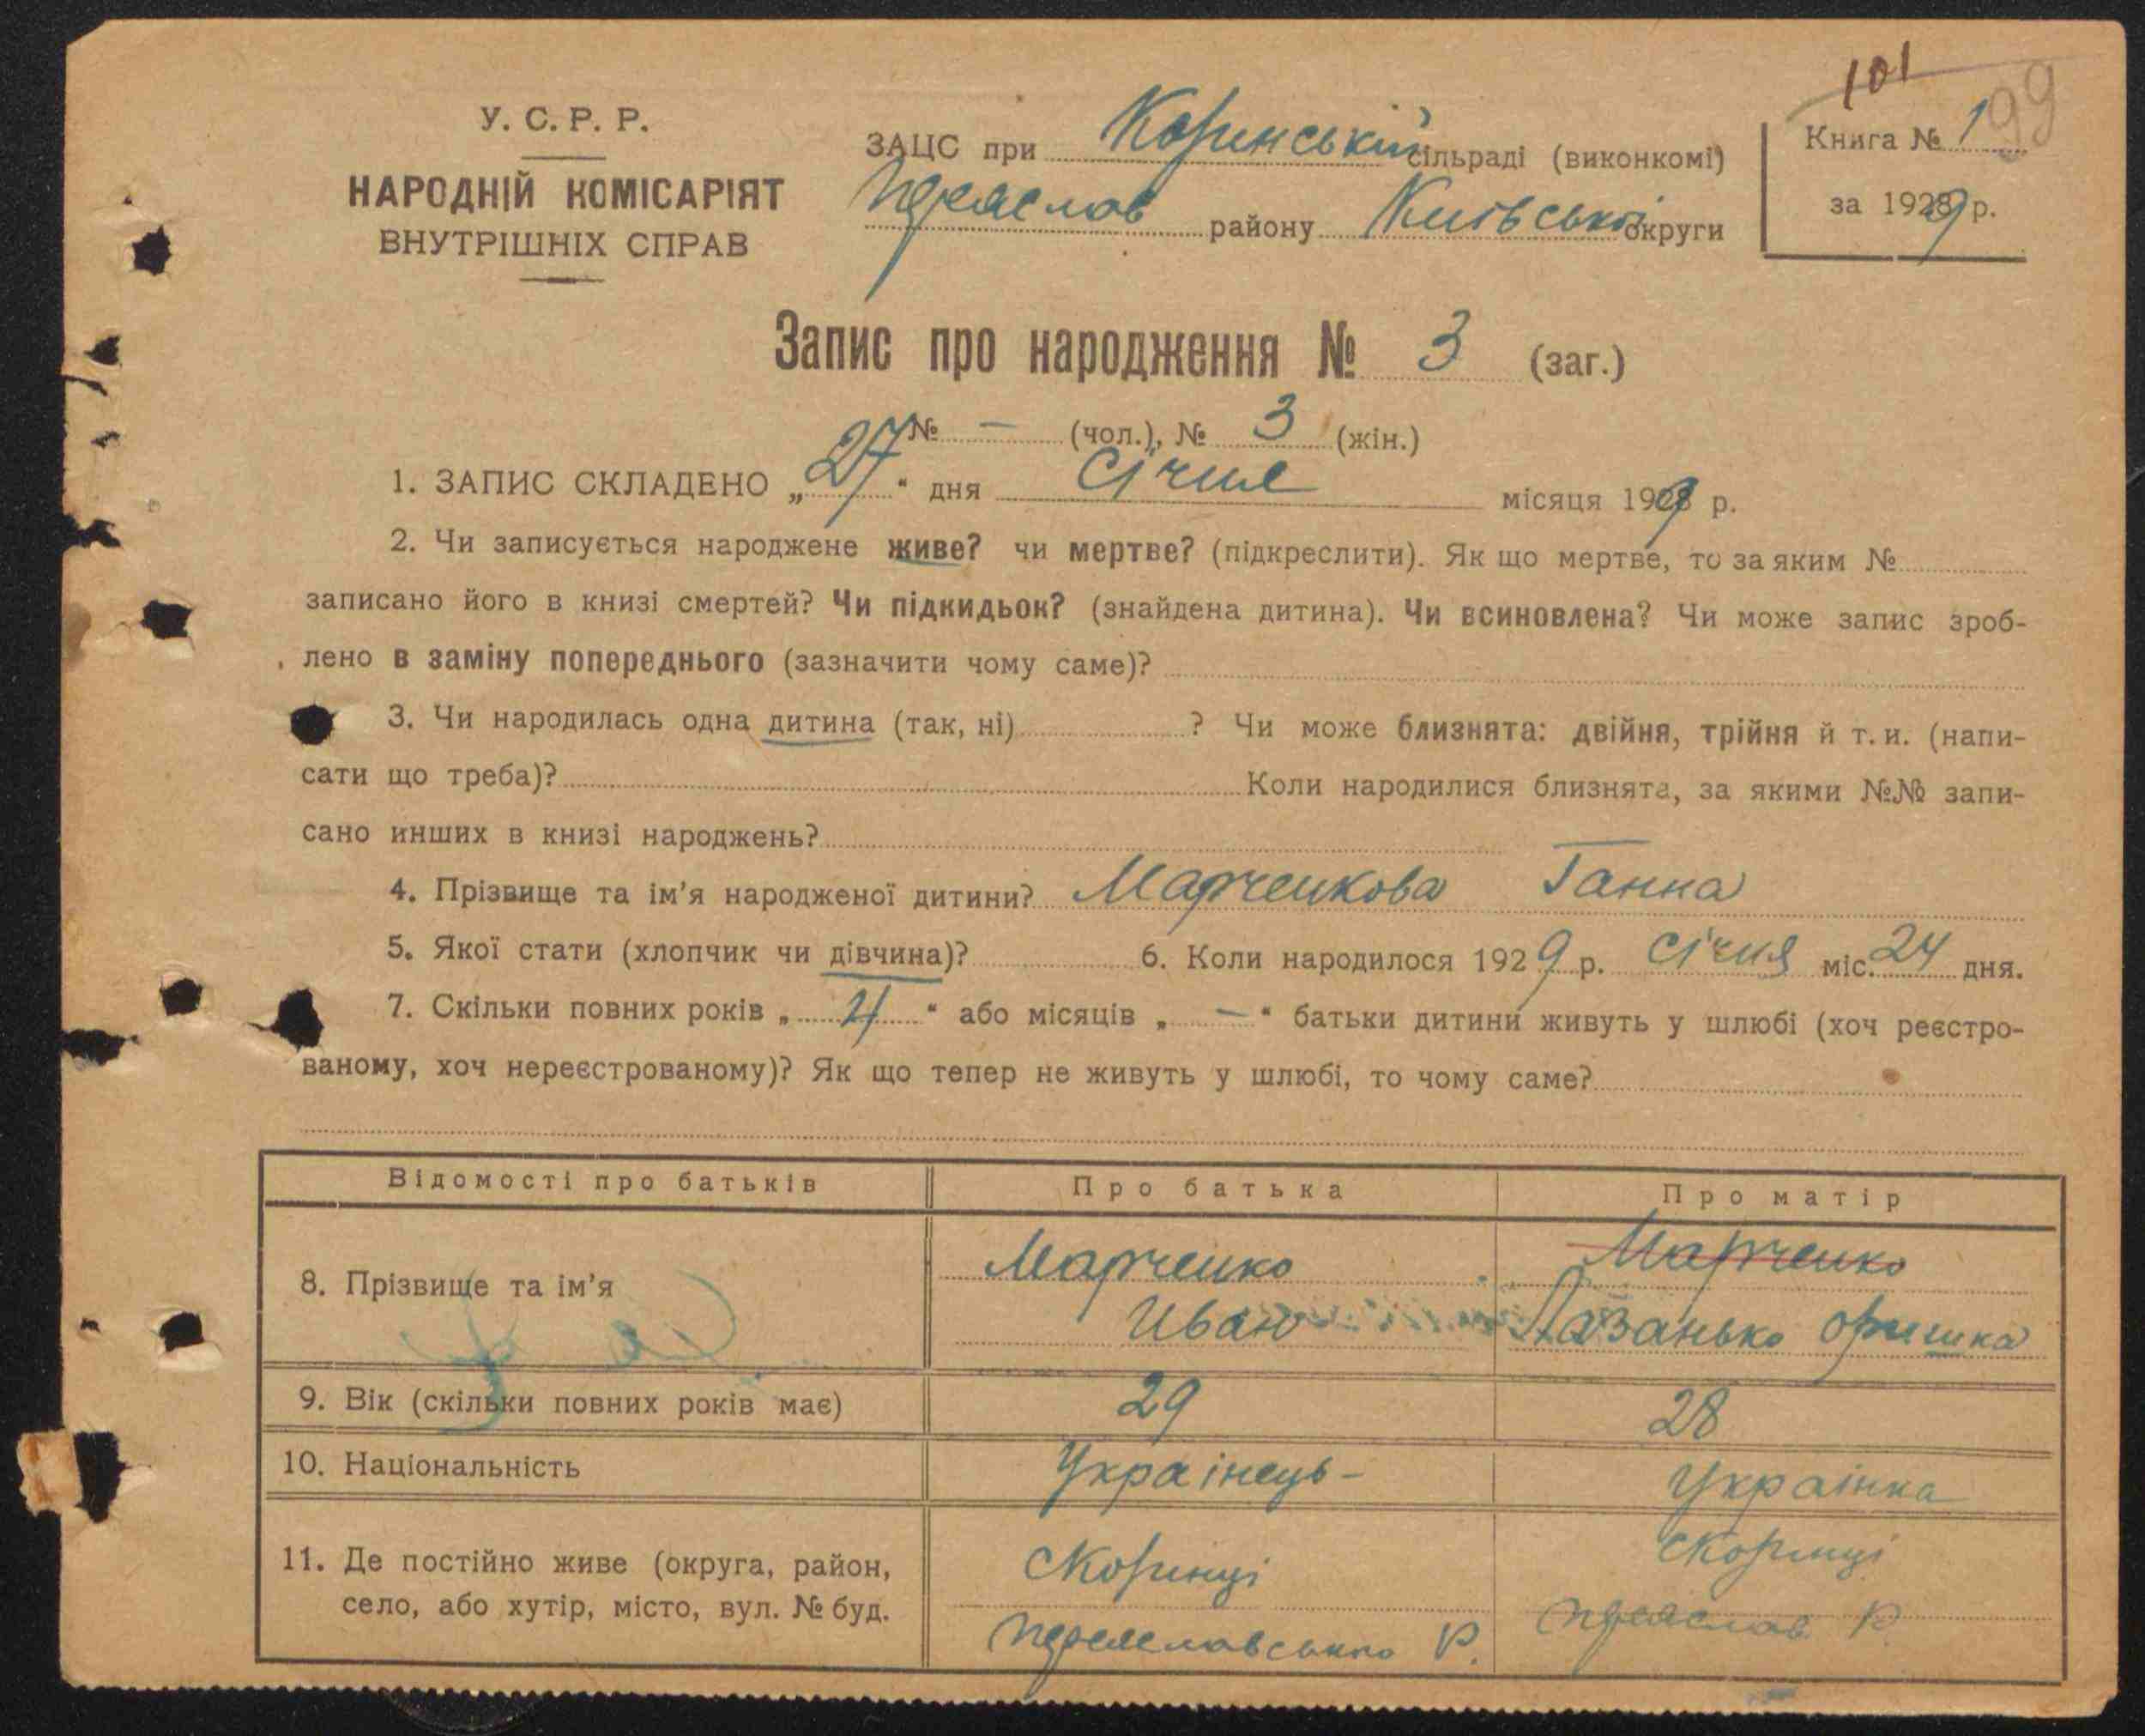 101
99
У. С. Р. Р.
НАРОДНІЙ КОМІСАРІЯТ
ВНУТРІШНІХ СПРАВ
ЗАЦС при Коринській сільраді (виконкомі)
Переяслав району Київської округи
Книга № 1
за 1929 р.
Запис про народження № 3 (заг.)
№ — (чол.), № 3 (жін.)
1. ЗАПИС СКЛАДЕНО „27“ дня Січня місяця 1929 р.
2. Чи записується народжене живе? чи мертве? (підкреслити). Як що мертве, то за яким №
записано його в книзі смертей? Чи підкидьок? (знайдена дитина). Чи всиновлена? Чи може запис зроб-
лено в заміну попереднього (зазначити чому саме)?
3. Чи народилась одна дитина (так, ні) ? Чи може близнята: двійня, трійня й т. и. (напи-
сати що треба)? Коли народилися близнята, за якими №№ запи-
сано инших в книзі народжень?
4. Прізвище та ім’я народженої дитини? Марченкова Ганна
5. Якої стати (хлопчик чи дівчина)? 6. Коли народилося 1929 р. Січня міс. 24 дня.
7. Скільки повних років „4“ або місяців „—“ батьки дитини живуть у шлюбі (хоч реєстро-
ваному, хоч нереєстрованому)? Як що тепер не живуть у шлюбі, то чому саме?
Відомості про батьків Про батька Про матір
8. Прізвище та ім’я Марченко Марченко
Иван Лазанько Оришка
9. Вік (скільки повних років має) 29 28
10. Національність Украінець- Украінка
11. Де постійно живе (округа, район, Скоринці Скоринці
село, або хутір, місто, вул. № буд. Переяславського Р. Переяслав. Р.